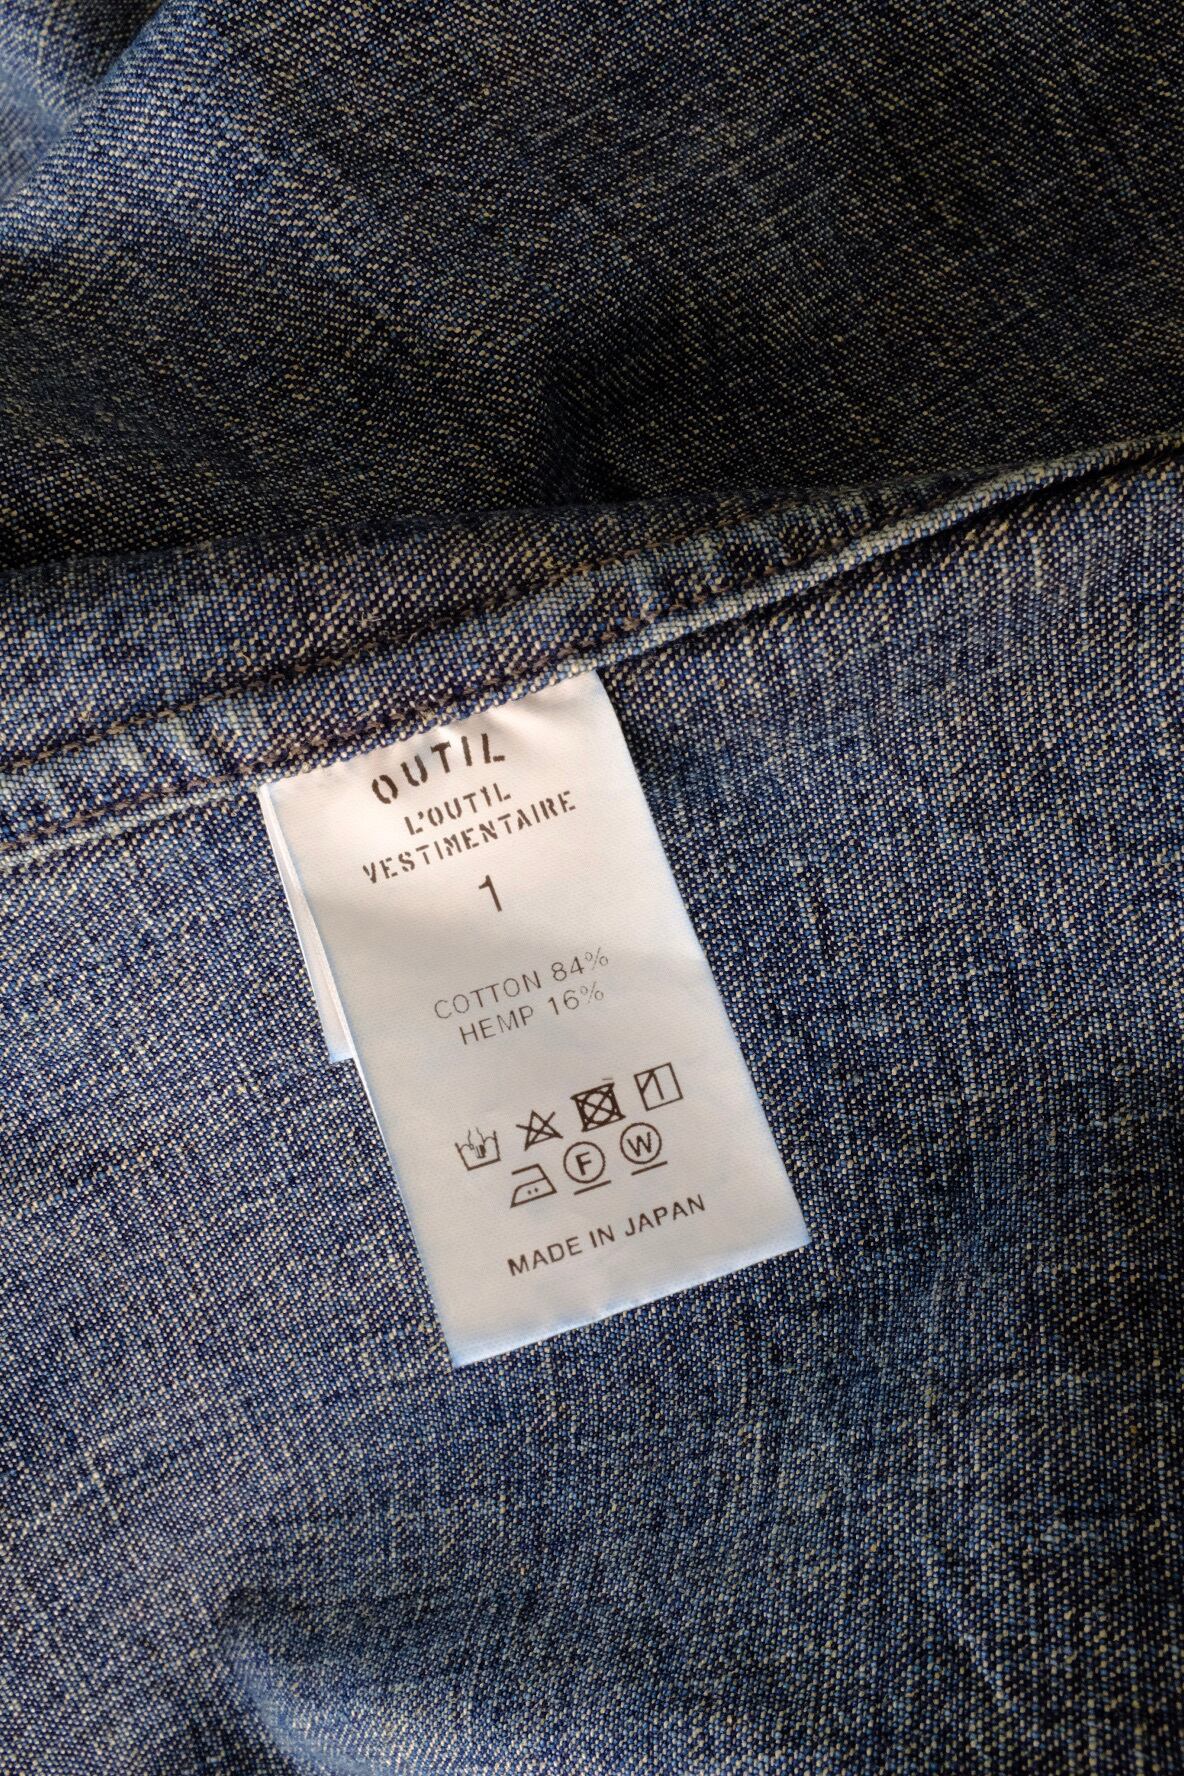 OUTIL
L'OUTIL
VESTIMENTAIRE
1
COTTON 84%
HEMP 16%
F W
MADE IN JAPAN